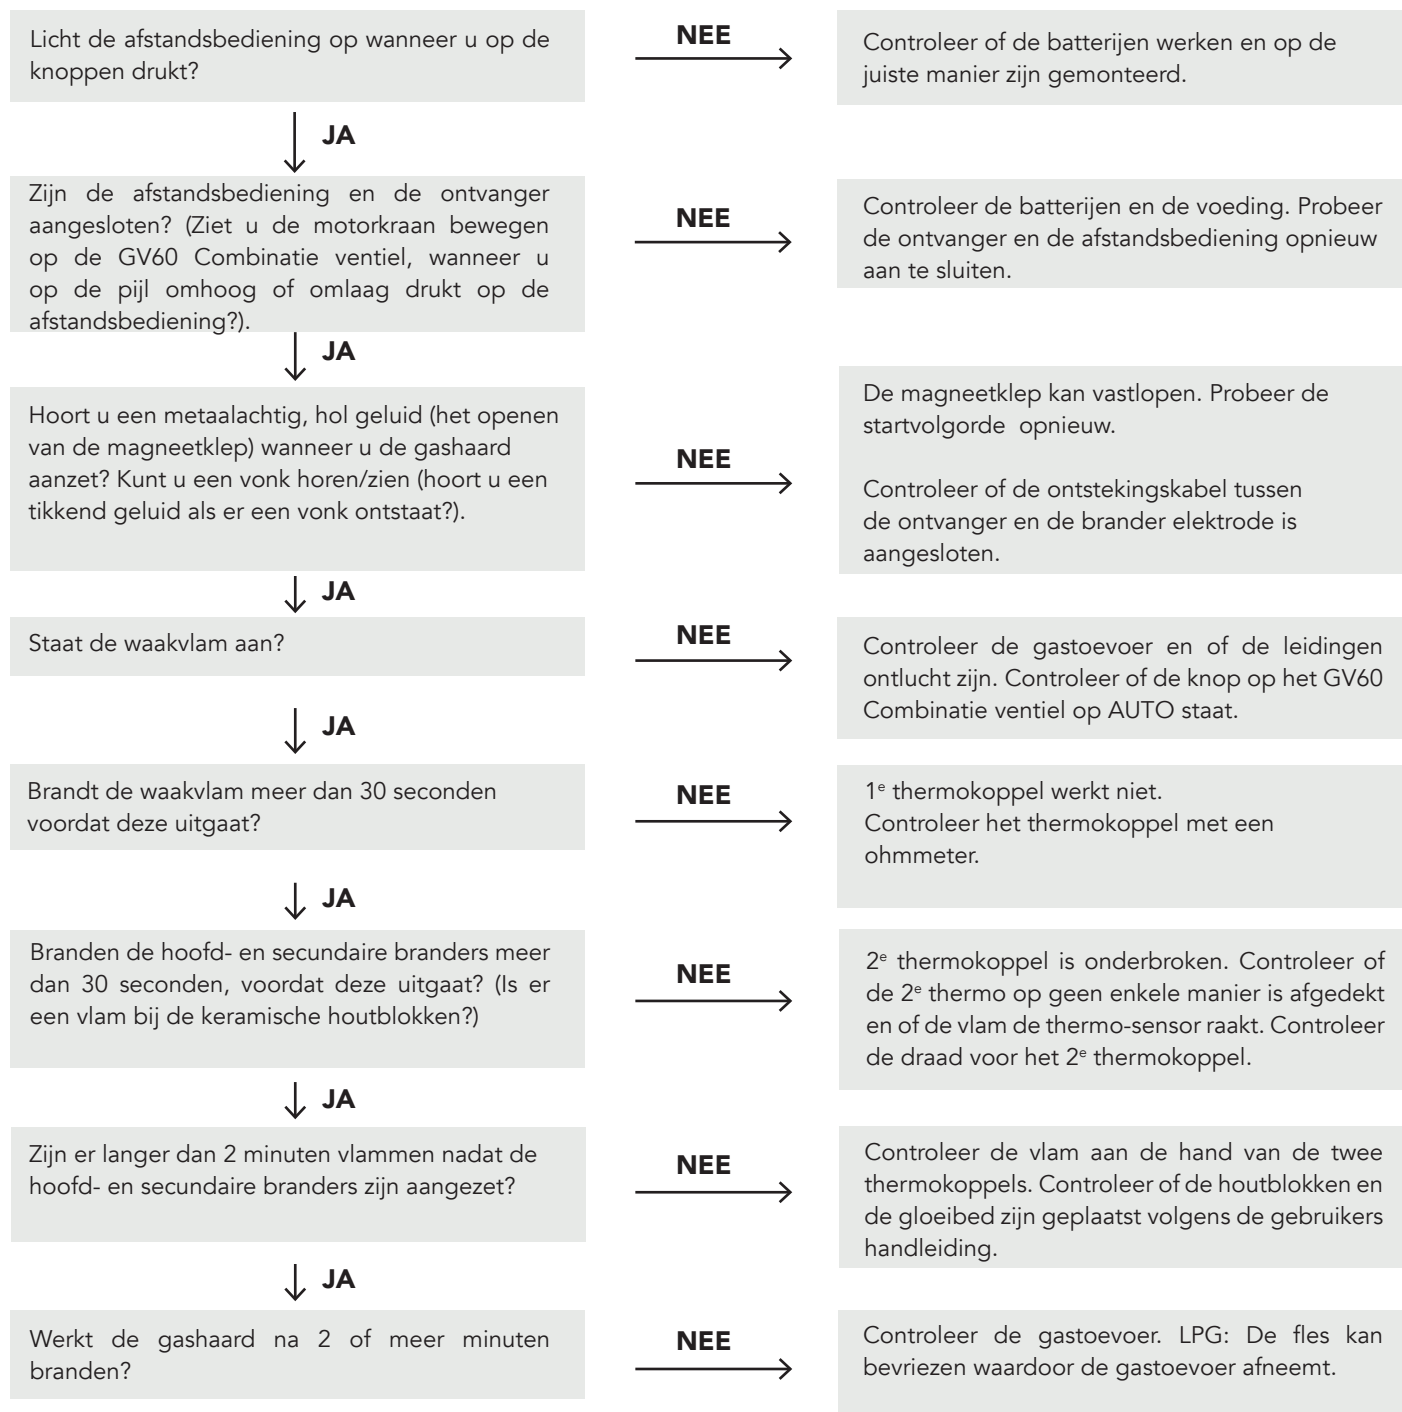 Licht de afstandsbediening op wanneer u op de
knoppen drukt?
NEE
Controleer of de batterijen werken en op de
juiste manier zijn gemonteerd.
JA
Zijn de afstandsbediening en de ontvanger
aangesloten? (Ziet u de motorkraan bewegen
op de GV60 Combinatie ventiel, wanneer u
op de pijl omhoog of omlaag drukt op de
afstandsbediening?).
NEE
Controleer de batterijen en de voeding. Probeer
de ontvanger en de afstandsbediening opnieuw
aan te sluiten.
JA
Hoort u een metaalachtig, hol geluid (het openen
van de magneetklep) wanneer u de gashaard
aanzet? Kunt u een vonk horen/zien (hoort u een
tikkend geluid als er een vonk ontstaat?).
NEE
De magneetklep kan vastlopen. Probeer de
startvolgorde opnieuw.
Controleer of de ontstekingskabel tussen
de ontvanger en de brander elektrode is
aangesloten.
JA
Staat de waakvlam aan?
NEE
Controleer de gastoevoer en of de leidingen
ontlucht zijn. Controleer of de knop op het GV60
Combinatie ventiel op AUTO staat.
JA
Brandt de waakvlam meer dan 30 seconden
voordat deze uitgaat?
NEE
1e thermokoppel werkt niet.
Controleer het thermokoppel met een
ohmmeter.
JA
Branden de hoofd- en secundaire branders meer
dan 30 seconden, voordat deze uitgaat? (Is er
een vlam bij de keramische houtblokken?)
NEE
2e thermokoppel is onderbroken. Controleer of
de 2e thermo op geen enkele manier is afgedekt
en of de vlam de thermo-sensor raakt. Controleer
de draad voor het 2e thermokoppel.
JA
Zijn er langer dan 2 minuten vlammen nadat de
hoofd- en secundaire branders zijn aangezet?
NEE
Controleer de vlam aan de hand van de twee
thermokoppels. Controleer of de houtblokken en
de gloeibed zijn geplaatst volgens de gebruikers
handleiding.
JA
Werkt de gashaard na 2 of meer minuten
branden?
NEE
Controleer de gastoevoer. LPG: De fles kan
bevriezen waardoor de gastoevoer afneemt.